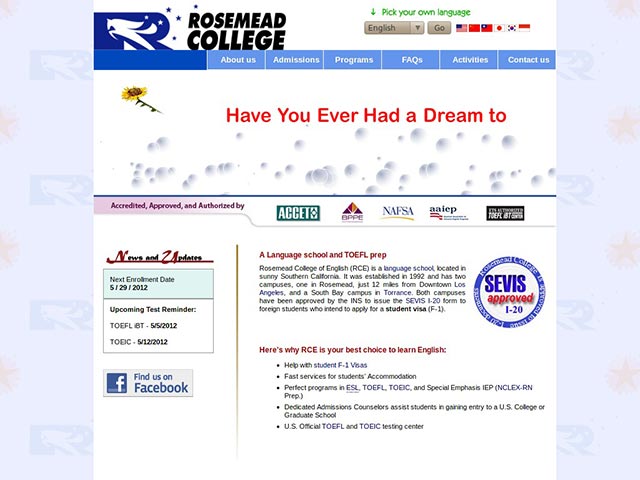 ROSEMEAD
COLLEGE
Pick your own language
English
Go
About us
Admissions
Programs
FAQs
Activities
Contact us
Have You Ever Had a Dream to
Accredited, Approved, and Authorized by
ACCET
BPPE
NAFSA
aaiep
ETS AUTHORIZED
TOEFL iBT CENTER
News and Updates
Next Enrollment Date
5 / 29 / 2012
Upcoming Test Reminder:
TOEFL iBT - 5/5/2012
TOEIC - 5/12/2012
Find us on
Facebook
A Language school and TOEFL prep
Rosemead College of English (RCE) is a language school, located in
sunny Southern California. It was established in 1992 and has two
campuses, one in Rosemead, just 12 miles from Downtown Los
Angeles, and a South Bay campus in Torrance. Both campuses
have been approved by the INS to issue the SEVIS I-20 form to
foreign students who intend to apply for a student visa (F-1).
Rosemead College of English
SEVIS
approved
I-20
Here's why RCE is your best choice to learn English:
Help with student F-1 Visas
Fast services for students' Accommodation
Perfect programs in ESL, TOEFL, TOEIC, and Special Emphasis IEP (NCLEX-RN
Prep.)
Dedicated Admissions Counselors assist students in gaining entry to a U.S. College or
Graduate School
U.S. Official TOEFL and TOEIC testing center